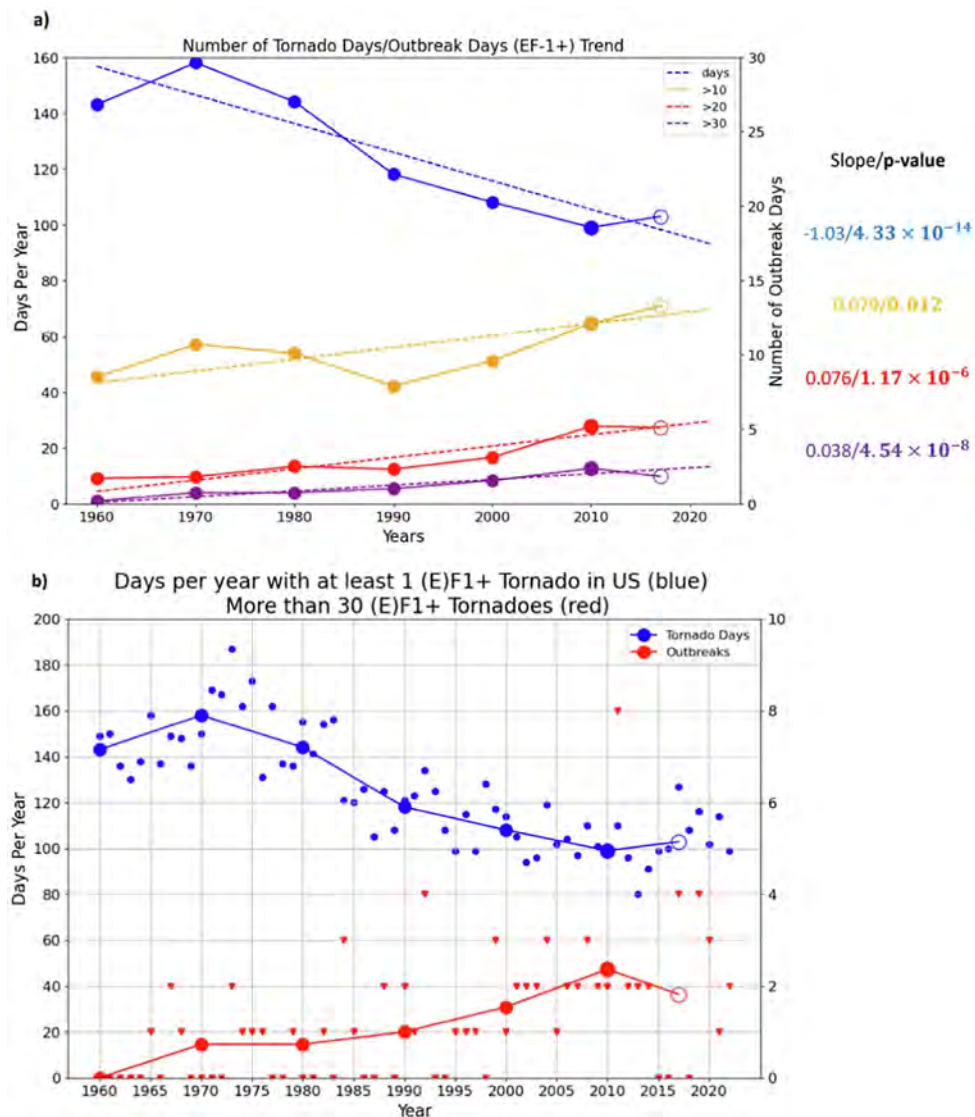 a)
Number of Tornado Days/Outbreak Days (EF-1+) Trend
160
140
120
100
80
60
40
20
0
Days Per Year
30
25
20
15
10
5
0
Number of Outbreak Days
days
>10
>20
>30
1960 1970 1980 1990 2000 2010 2020
Years
Slope/p-value
-1.03/4.33 × 10⁻¹⁴
0.079/0.012
0.076/1.17 × 10⁻⁶
0.038/4.54 × 10⁻⁸
b)
Days per year with at least 1 (E)F1+ Tornado in US (blue)
More than 30 (E)F1+ Tornadoes (red)
200
180
160
140
120
100
80
60
40
20
0
Days Per Year
10
8
6
4
2
0
Tornado Days
Outbreaks
1960 1965 1970 1975 1980 1985 1990 1995 2000 2005 2010 2015 2020
Year